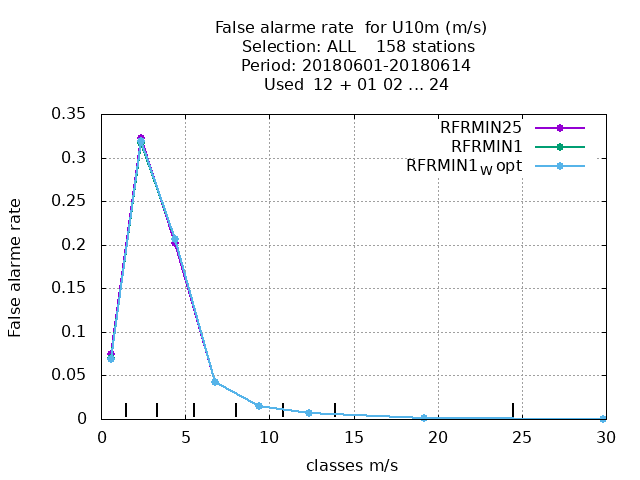 False alarme rate  for U10m (m/s)
Selection: ALL    158 stations
Period: 20180601-20180614
Used  12 + 01 02 ... 24
RFRMIN25
RFRMIN1
RFRMIN1w opt
0.35
0.3
0.25
0.2
0.15
0.1
0.05
0
False alarme rate
0 5 10 15 20 25 30
classes m/s